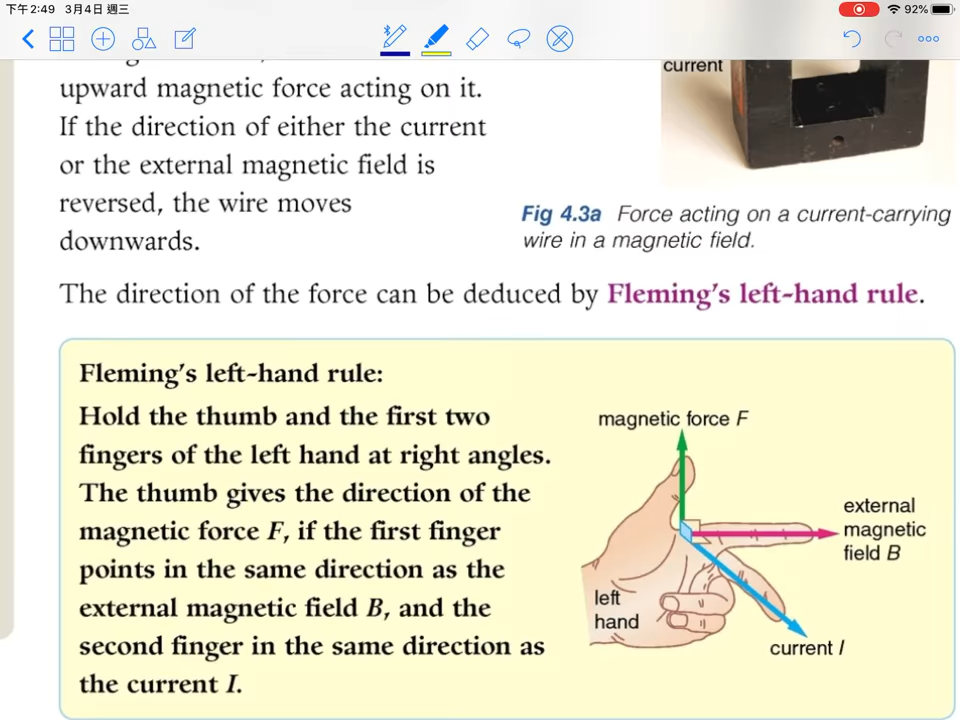 下午2:49 3月4日 週三
92%
current
upward magnetic force acting on it.
If the direction of either the current
or the external magnetic field is
reversed, the wire moves
downwards.
Fig 4.3a Force acting on a current-carrying
wire in a magnetic field.
The direction of the force can be deduced by Fleming's left-hand rule.
Fleming's left-hand rule:
Hold the thumb and the first two
fingers of the left hand at right angles.
The thumb gives the direction of the
magnetic force F, if the first finger
points in the same direction as the
external magnetic field B, and the
second finger in the same direction as
the current I.
magnetic force F
external
magnetic
field B
left
hand
current I